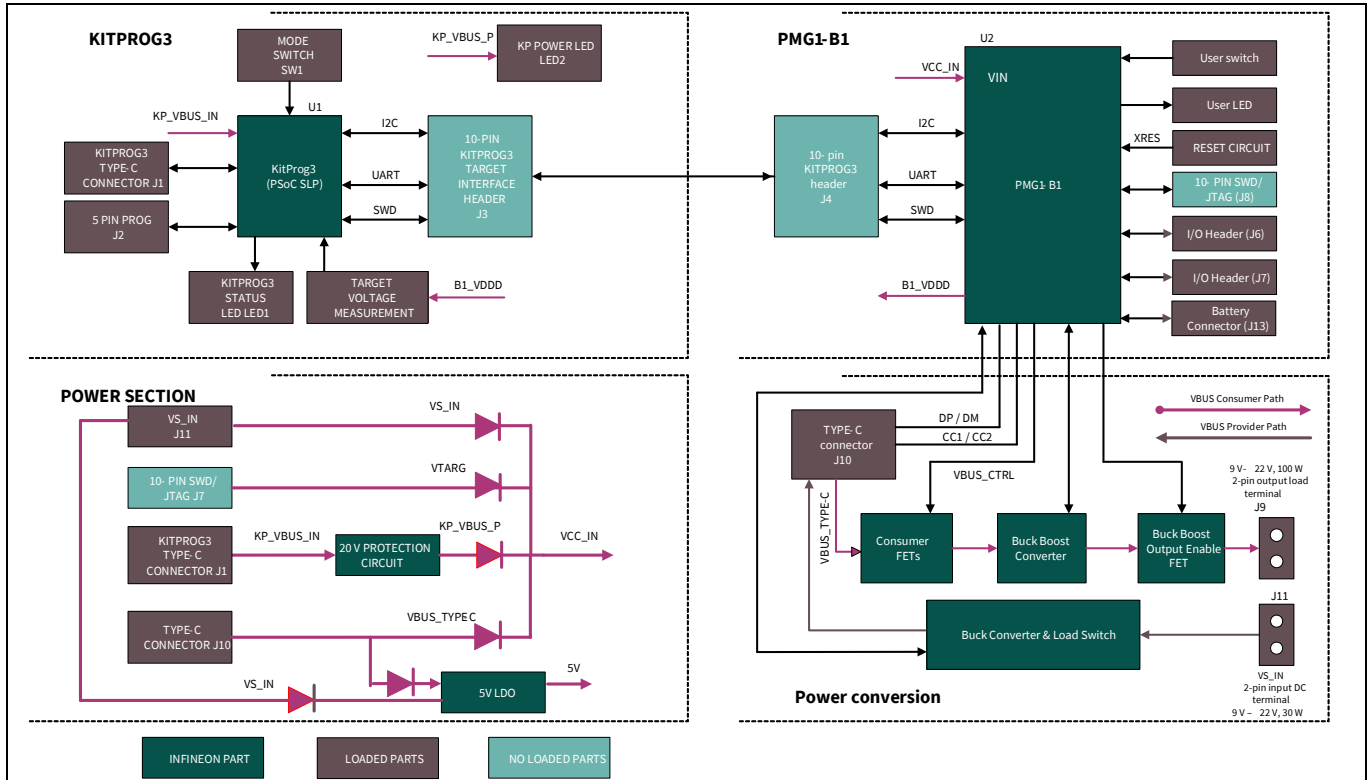 KITPROG3
MODE
SWITCH
SW1
KP_VBUS_P
KP POWER LED
LED2
U1
KP_VBUS_IN
KITPROG3
TYPE-C
CONNECTOR J1
5 PIN PROG
J2
KitProg3
(PSoC 5LP)
I2C
UART
SWD
10-PIN
KITPROG3
TARGET
INTERFACE
HEADER
J3
KITPROG3
STATUS
LED LED1
TARGET
VOLTAGE
MEASUREMENT
B1_VDDD
PMG1-B1
U2
VCC_IN
VIN
10- pin
KITPROG3
header
J4
I2C
UART
SWD
PMG1- B1
B1_VDDD
User switch
User LED
XRES
RESET CIRCUIT
10- PIN SWD/
JTAG (J8)
I/O Header (J6)
I/O Header (J7)
Battery
Connector (J13)
POWER SECTION
VS_IN
J11
VS_IN
10- PIN SWD/
JTAG J7
VTARG
KITPROG3
TYPE-C
CONNECTOR J1
KP_VBUS_IN
20 V PROTECTION
CIRCUIT
KP_VBUS_P
VCC_IN
TYPE-C
CONNECTOR J10
VBUS_TYPE C
VS_IN
5V LDO
5V
TYPE- C
connector
J10
DP / DM
CC1 / CC2
VBUS_CTRL
VBUS_TYPE-C
VBUS Consumer Path
VBUS Provider Path
Consumer
FETs
Buck Boost
Converter
Buck Boost
Output Enable
FET
9 V- 22 V, 100 W
2-pin output load
terminal
J9
Buck Converter & Load Switch
J11
VS_IN
2-pin input DC
terminal
9 V – 22 V, 30 W
Power conversion
INFINEON PART
LOADED PARTS
NO LOADED PARTS